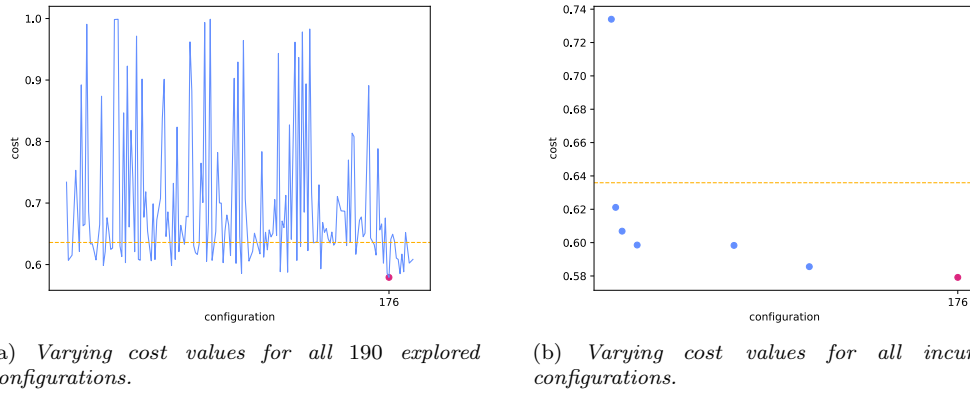 1.0
0.9
0.8
0.7
0.6
cost
176
configuration
0.74
0.72
0.70
0.68
0.66
0.64
0.62
0.60
0.58
cost
176
configuration
a) Varying cost values for all 190 explored
onfigurations.
(b) Varying cost values for all incu
configurations.